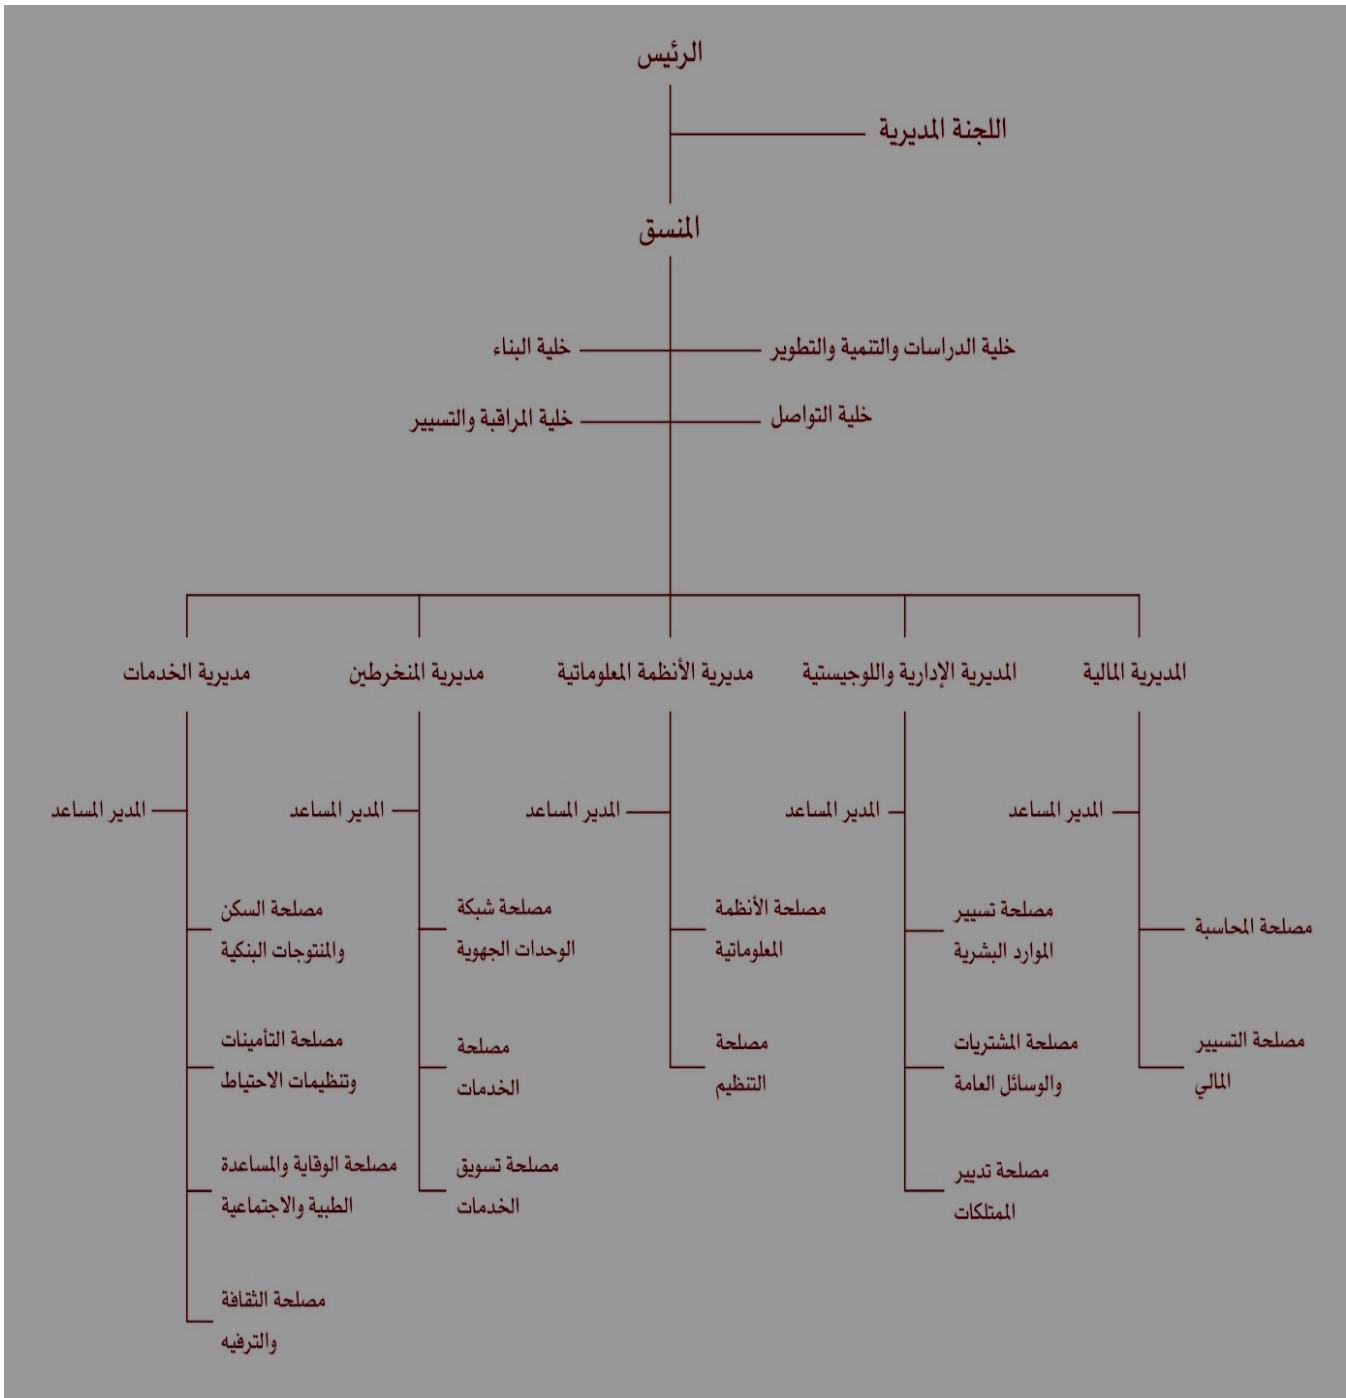 الرئيس
اللجنة المديرية
المنسق
خلية الدراسات والتنمية والتطوير
خلية البناء
خلية التواصل
خلية المراقبة والتسيير
المديرية المالية
المديرية الإدارية واللوجيستية
مديرية الأنظمة المعلوماتية
مديرية المنخرطين
مديرية الخدمات
المدير المساعد
المدير المساعد
المدير المساعد
المدير المساعد
المدير المساعد
مصلحة المحاسبة
مصلحة التسيير
المالي
مصلحة تسيير
الموارد البشرية
مصلحة المشتريات
والوسائل العامة
مصلحة تدبير
الممتلكات
مصلحة الأنظمة
المعلوماتية
مصلحة
التنظيم
مصلحة شبكة
الوحدات الجهوية
مصلحة
الخدمات
مصلحة تسويق
الخدمات
مصلحة السكن
والمنتوجات البنكية
مصلحة التأمينات
وتنظيمات الاحتياط
مصلحة الوقاية والمساعدة
الطبية والاجتماعية
مصلحة الثقافة
والترفيه